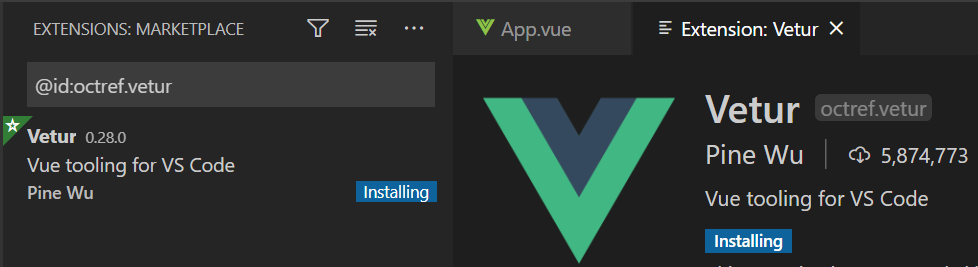 EXTENSIONS: MARKETPLACE
@id:octref.vetur
Vetur 0.28.0
Vue tooling for VS Code
Pine Wu Installing
App.vue Extension: Vetur
Vetur octref.vetur
Pine Wu 5,874,773
Vue tooling for VS Code
Installing